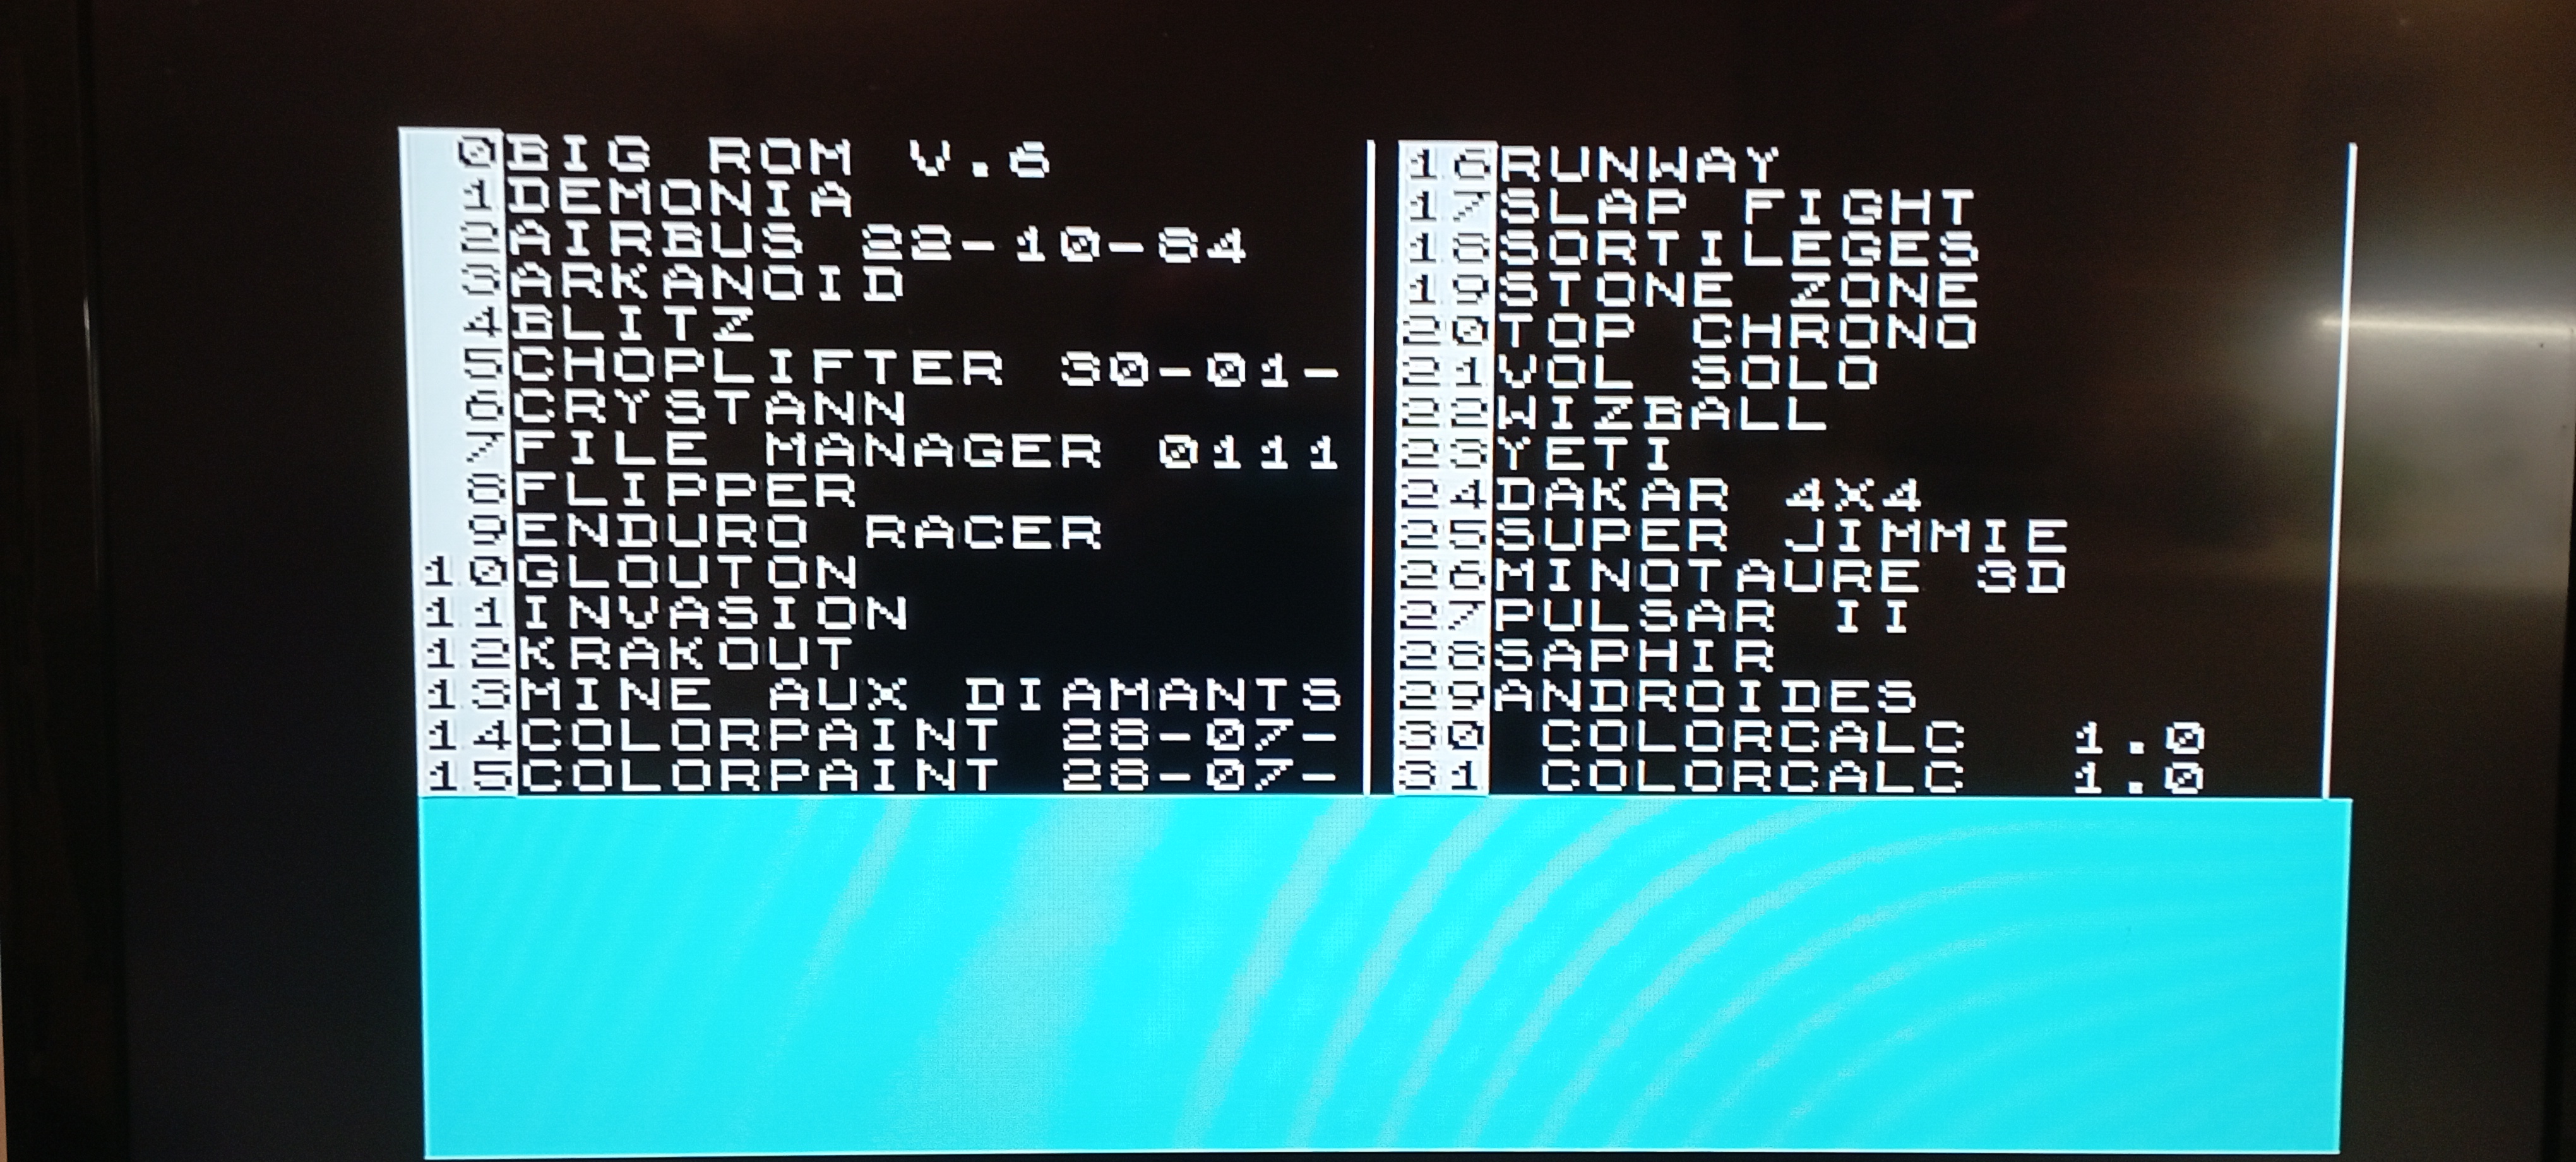 0BIG ROM V.6
1DEMONIA
2AIRBUS 22-10-84
3ARKANOID
4BLITZ
5CHOPLIFTER 30-01-
6CRYSTANN
7FILE MANAGER 0111
8FLIPPER
9ENDURO RACER
10GLOUTON
11INVASION
12KRAKOUT
13MINE AUX DIAMANTS
14COLORPAINT 28-07-
15COLORPAINT 28-07-
16RUNWAY
17SLAP FIGHT
18SORTILEGES
19STONE ZONE
20TOP CHRONO
21VOL SOLO
22WIZBALL
23YETI
24DAKAR 4X4
25SUPER JIMMIE
26MINOTAURE 3D
27PULSAR II
28SAPHIR
29ANDROIDES
30 COLORCALC 1.0
31 COLORCALC 1.0